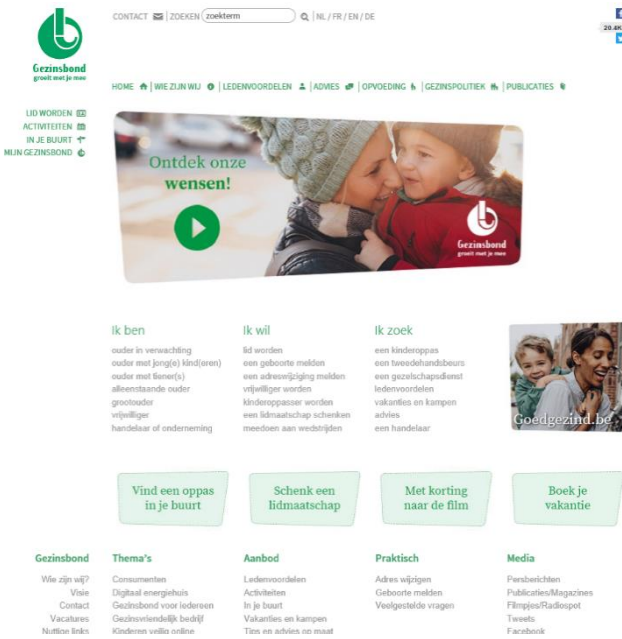 CONTACT | ZOEKEN zoekterm | NL / FR / EN / DE
Gezinsbond
groeit met je mee
HOME | WIE ZIJN WIJ | LEDENVOORDELEN | ADVIES | OPVOEDING | GEZINSPOLITIEK | PUBLICATIES
LID WORDEN
ACTIVITEITEN
IN JE BUURT
MIJN GEZINSBOND
Ontdek onze
wensen!
Gezinsbond
groeit met je mee
Ik ben
ouder in verwachting
ouder met jong(e) kind(eren)
ouder met tiener(s)
alleenstaande ouder
grootouder
vrijwilliger
handelaar of onderneming
Ik wil
lid worden
een geboorte melden
een adreswijziging melden
vrijwilliger worden
kinderoppasser worden
een lidmaatschap schenken
meedoen aan wedstrijden
Ik zoek
een kinderoppas
een tweedehandsbeurs
een gezelschapsdienst
ledenvoordelen
vakanties en kampen
advies
een handelaar
Goedgezind.be
Vind een oppas
in je buurt
Schenk een
lidmaatschap
Met korting
naar de film
Boek je
vakantie
Gezinsbond
Wie zijn wij?
Visie
Contact
Vacatures
Nuttige links
Thema's
Consumenten
Digitaal energiehuis
Gezinsbond voor iedereen
Gezinsvriendelijk bedrijf
Kinderen veilig online
Aanbod
Ledenvoordelen
Activiteiten
In je buurt
Vakanties en kampen
Tips en advies op maat
Praktisch
Adres wijzigen
Geboorte melden
Veelgestelde vragen
Media
Persberichten
Publicaties/Magazines
Filmpjes/Radiospot
Tweets
Facebook